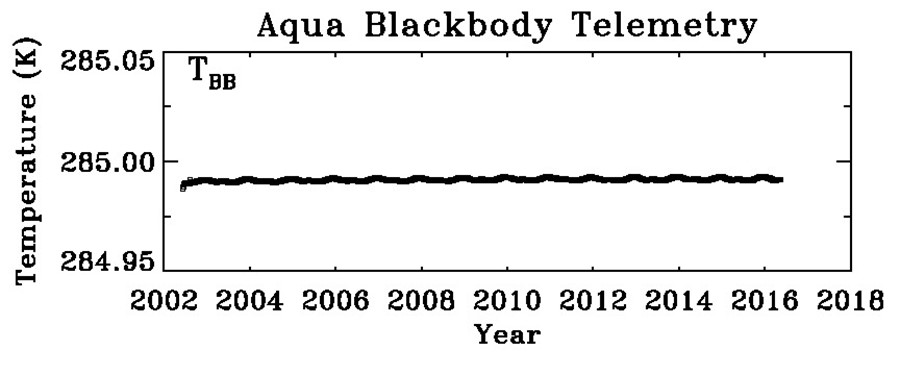 Aqua Blackbody Telemetry
Temperature (K)
285.05
T_BB
285.00
284.95
2002 2004 2006 2008 2010 2012 2014 2016 2018
Year